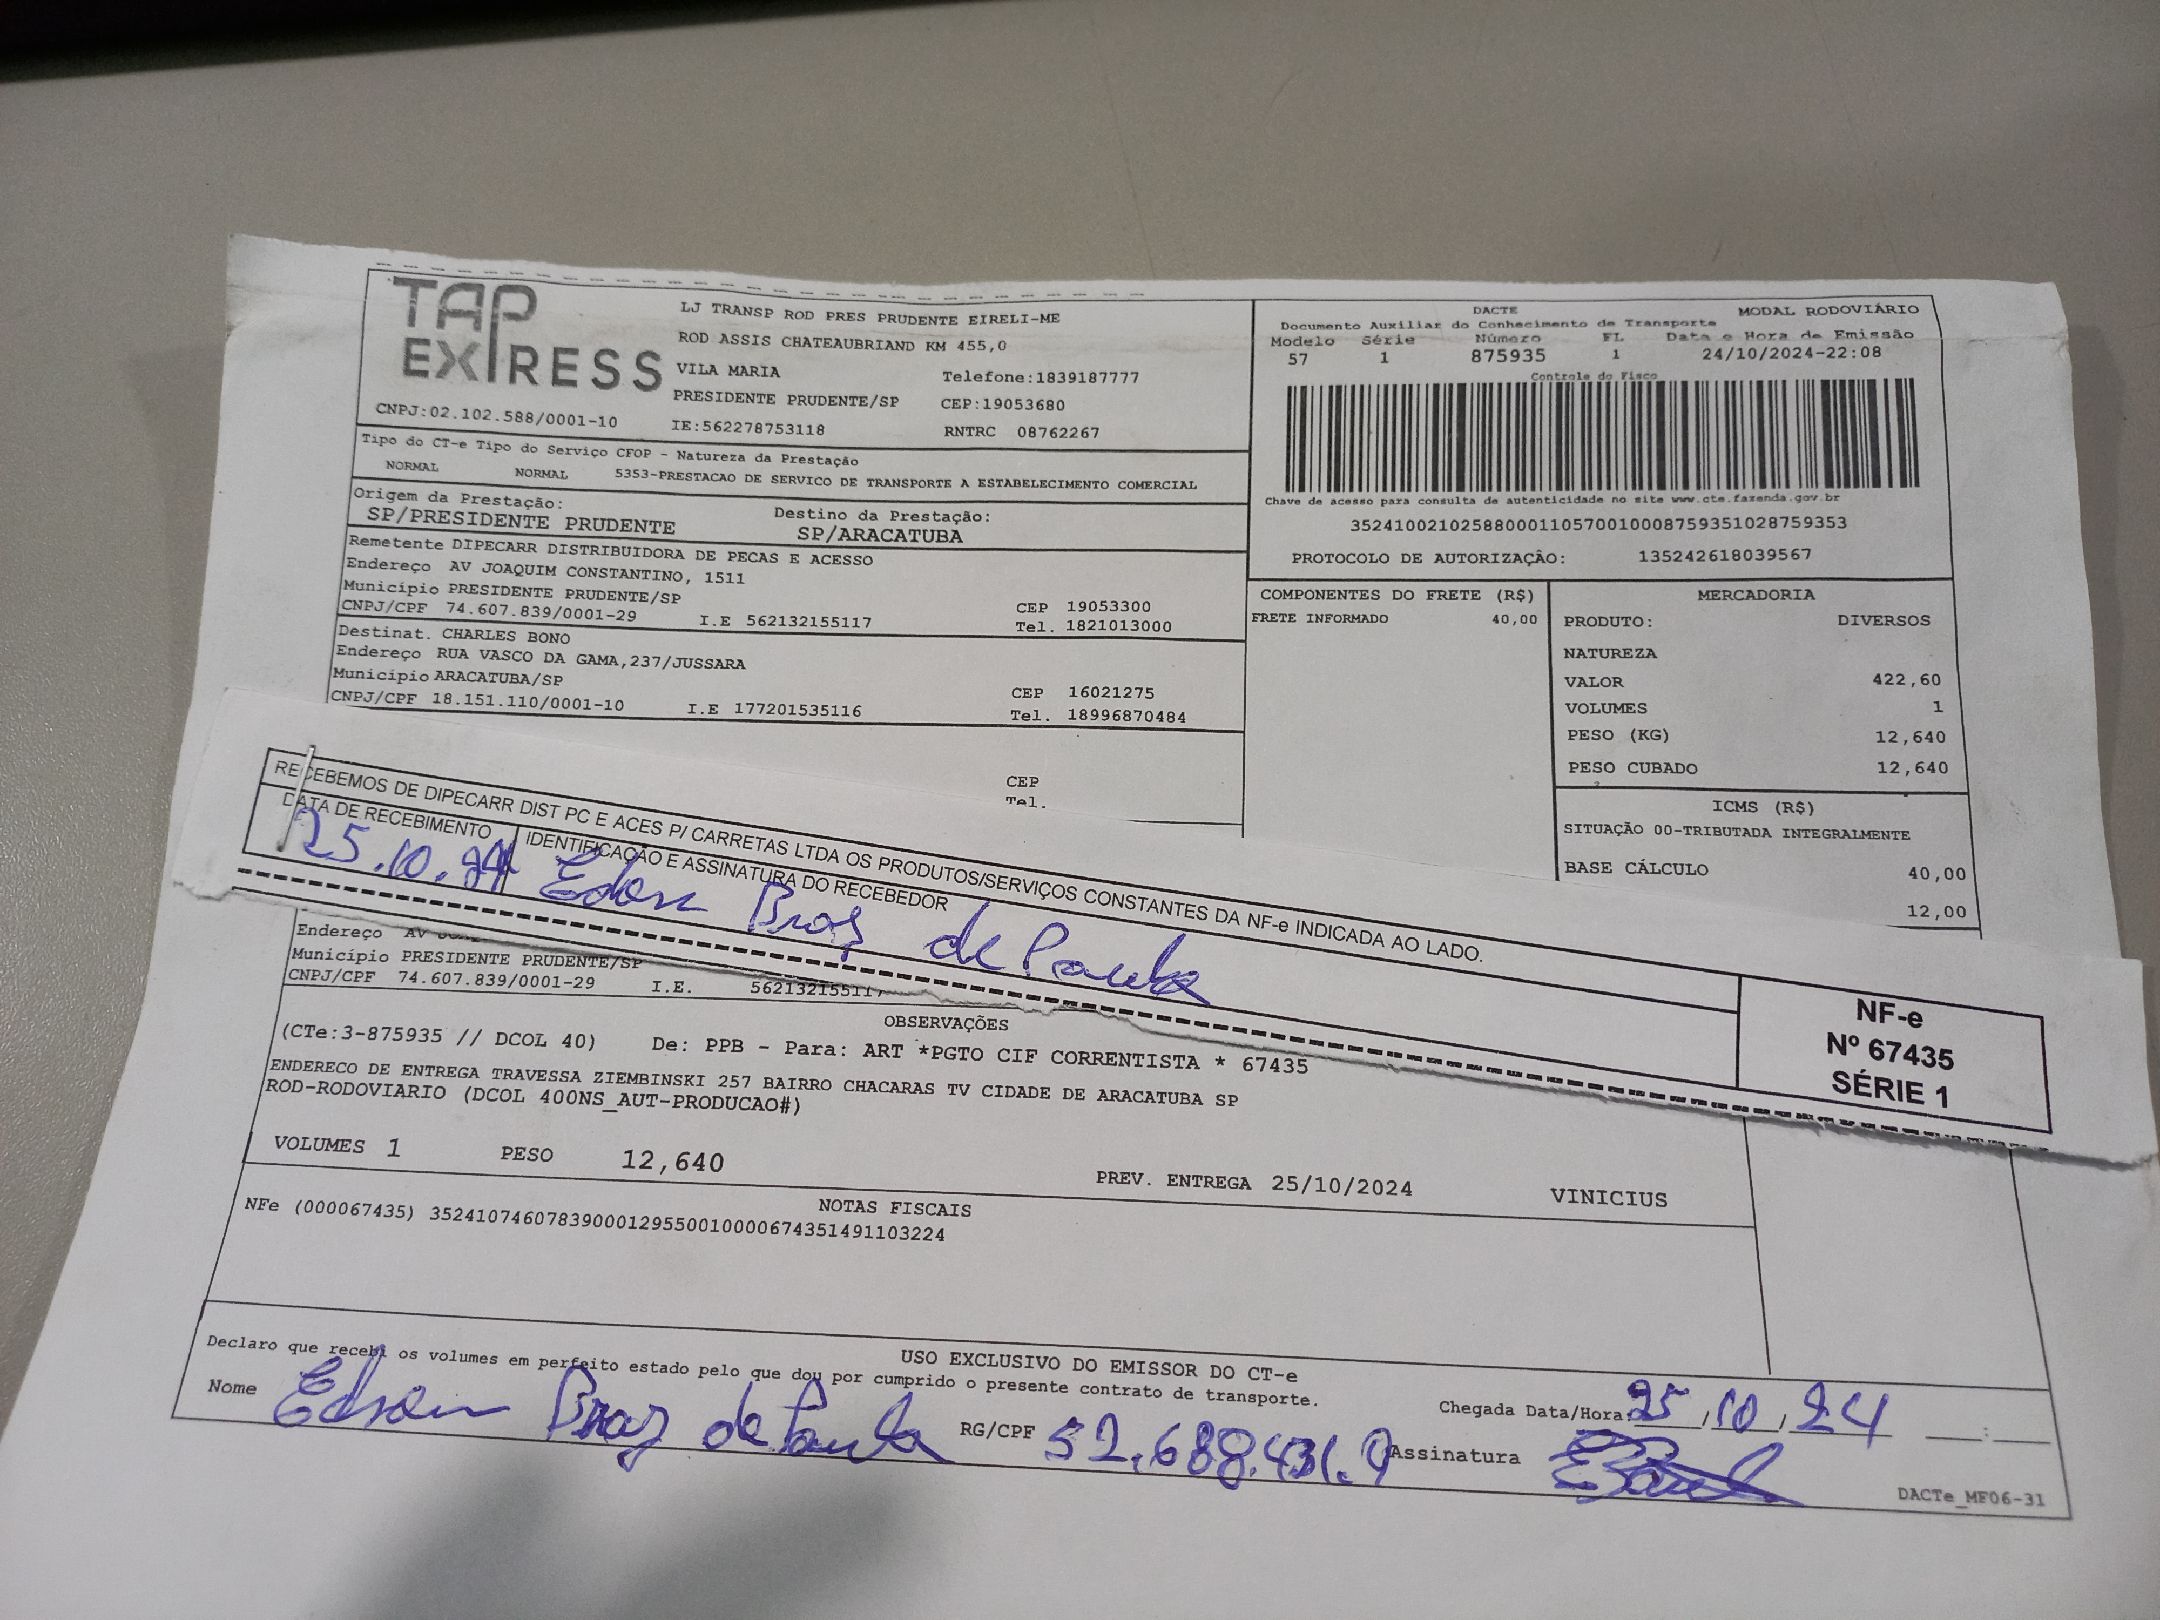 TAP EXPRESS
LJ TRANSP ROD PRES PRUDENTE EIRELI-ME
ROD ASSIS CHATEAUBRIAND KM 455,0
VILA MARIA Telefone:1839187777
PRESIDENTE PRUDENTE/SP CEP:19053680
CNPJ:02.102.588/0001-10 IE:562278753118 RNTRC 08762267
DACTE MODAL RODOVIÁRIO
Documento Auxiliar do Conhecimento de Transporte
Modelo Série Número FL Data e Hora de Emissão
57 1 875935 1 24/10/2024-22:08
Controle do Fisco
Chave de acesso para consulta de autenticidade no site www.cte.fazenda.gov.br
35241002102588000110570010008759351028759353
PROTOCOLO DE AUTORIZAÇÂO: 135242618039567
Tipo do CT-e Tipo do Serviço CFOP - Natureza da Prestação
NORMAL NORMAL 5353-PRESTACAO DE SERVICO DE TRANSPORTE A ESTABELECIMENTO COMERCIAL
Origem da Prestação: Destino da Prestação:
SP/PRESIDENTE PRUDENTE SP/ARACATUBA
Remetente DIPECARR DISTRIBUIDORA DE PECAS E ACESSO
Endereço AV JOAQUIM CONSTANTINO, 1511
Município PRESIDENTE PRUDENTE/SP CEP 19053300
CNPJ/CPF 74.607.839/0001-29 I.E 562132155117 Tel. 1821013000
Destinat. CHARLES BONO
Endereço RUA VASCO DA GAMA,237/JUSSARA
Município ARACATUBA/SP CEP 16021275
CNPJ/CPF 18.151.110/0001-10 I.E 177201535116 Tel. 18996870484
CEP
Tel.
COMPONENTES DO FRETE (R$)
FRETE INFORMADO 40,00
MERCADORIA
PRODUTO: DIVERSOS
NATUREZA
VALOR 422,60
VOLUMES 1
PESO (KG) 12,640
PESO CUBADO 12,640
ICMS (R$)
SITUAÇÃO 00-TRIBUTADA INTEGRALMENTE
BASE CÁLCULO 40,00
12,00
RECEBEMOS DE DIPECARR DIST PC E ACES P/ CARRETAS LTDA OS PRODUTOS/SERVIÇOS CONSTANTES DA NF-e INDICADA AO LADO.
DATA DE RECEBIMENTO IDENTIFICAÇÃO E ASSINATURA DO RECEBEDOR
25.10.24 Edson Braz de Paula
NF-e
Nº 67435
SÉRIE 1
Endereço AV
Município PRESIDENTE PRUDENTE/SP
CNPJ/CPF 74.607.839/0001-29 I.E. 562132155117
OBSERVAÇÕES
(CTe:3-875935 // DCOL 40) De: PPB - Para: ART *PGTO CIF CORRENTISTA * 67435
ENDERECO DE ENTREGA TRAVESSA ZIEMBINSKI 257 BAIRRO CHACARAS TV CIDADE DE ARACATUBA SP
ROD-RODOVIARIO (DCOL 400NS_AUT-PRODUCAO#)
VOLUMES 1 PESO 12,640 PREV. ENTREGA 25/10/2024 VINICIUS
NOTAS FISCAIS
NFe (000067435) 35241074607839000129550010000674351491103224
USO EXCLUSIVO DO EMISSOR DO CT-e
Declaro que recebi os volumes em perfeito estado pelo que dou por cumprido o presente contrato de transporte.
Chegada Data/Hora: 25/10/24 :
Nome Edson Braz de Paula RG/CPF 52.688.431.9 Assinatura
DACTe_MF06-31